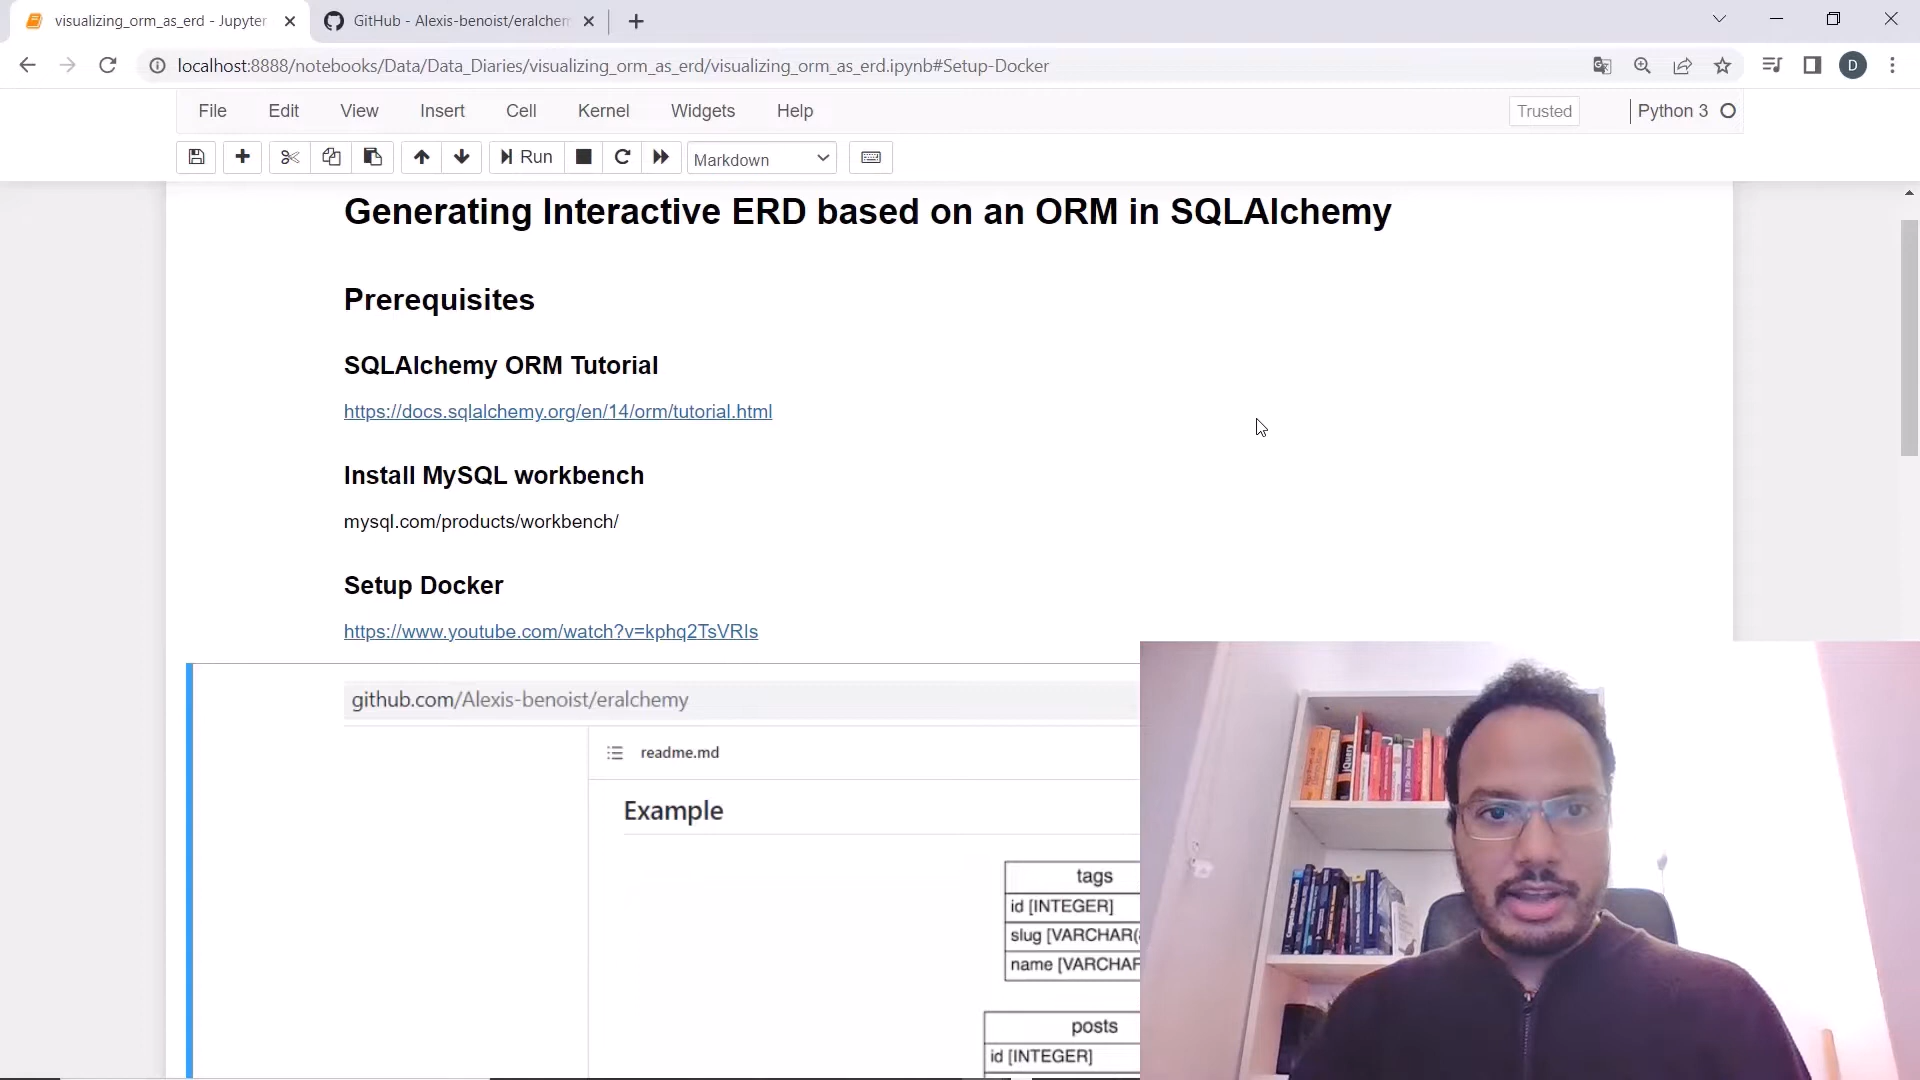 visualizing_orm_as_erd - Jupyter
GitHub - Alexis-benoist/eralchem
localhost:8888/notebooks/Data/Data_Diaries/visualizing_orm_as_erd/visualizing_orm_as_erd.ipynb#Setup-Docker
D
File Edit View Insert Cell Kernel Widgets Help
Trusted
Python 3
Run
Markdown
Generating Interactive ERD based on an ORM in SQLAlchemy
Prerequisites
SQLAlchemy ORM Tutorial
https://docs.sqlalchemy.org/en/14/orm/tutorial.html
Install MySQL workbench
mysql.com/products/workbench/
Setup Docker
https://www.youtube.com/watch?v=kphq2TsVRIs
github.com/Alexis-benoist/eralchemy
readme.md
Example
tags
id [INTEGER]
slug [VARCHAR(
name [VARCHAR
posts
id [INTEGER]
jQuery